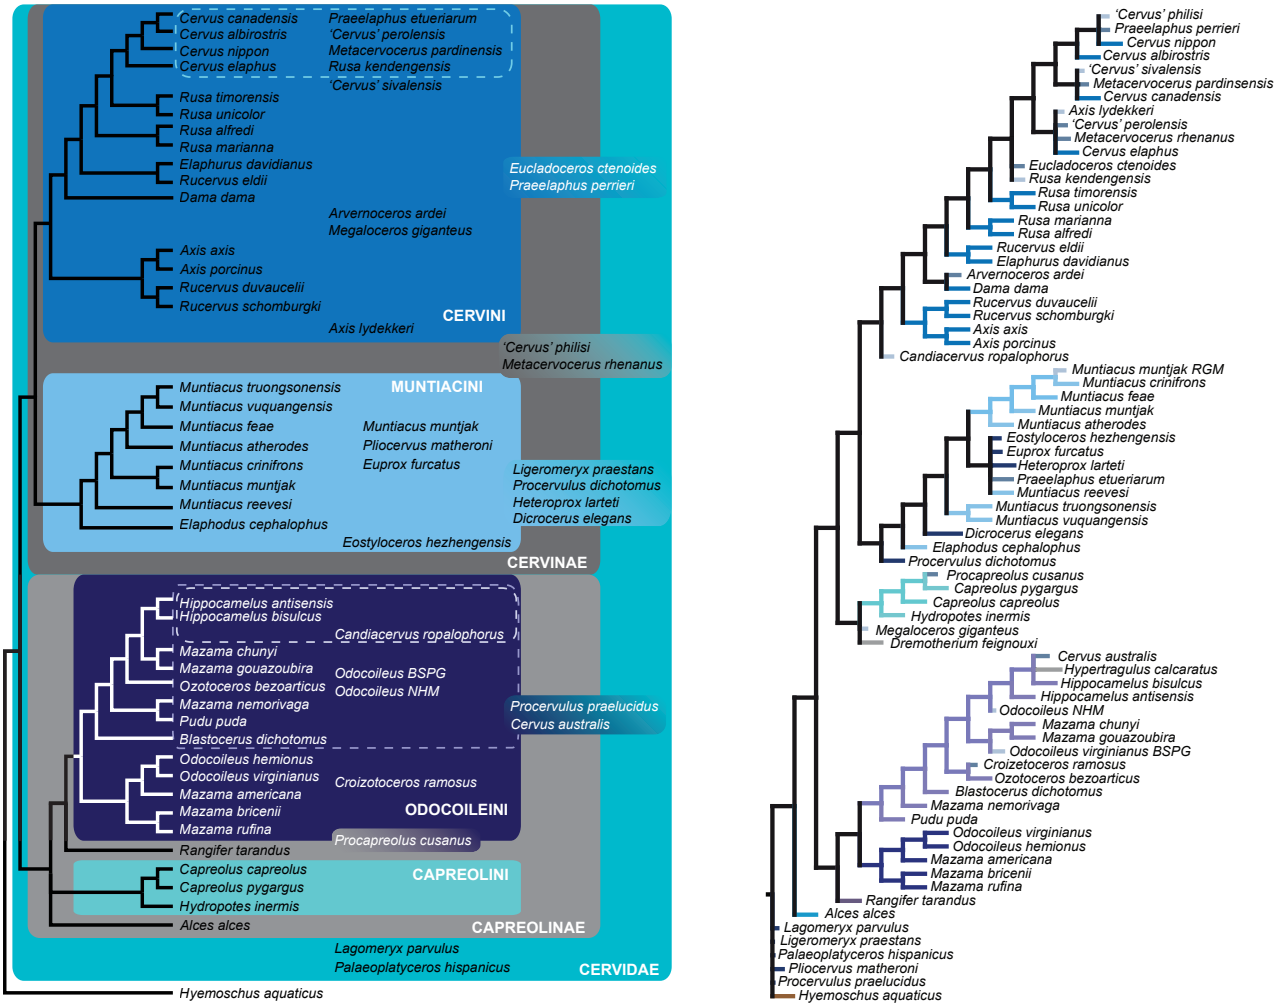 Cervus canadensis
Praeelaphus etueriarum
Cervus albirostris
‘Cervus’ perolensis
Cervus nippon
Metacervocerus pardinensis
Cervus elaphus
Rusa kendengensis
‘Cervus’ sivalensis
Rusa timorensis
Rusa unicolor
Rusa alfredi
Rusa marianna
Elaphurus davidianus
Rucervus eldii
Dama dama
Eucladoceros ctenoides
Praeelaphus perrieri
Arvernoceros ardei
Megaloceros giganteus
Axis axis
Axis porcinus
Rucervus duvaucelii
Rucervus schomburgki
CERVINI
Axis lydekkeri
‘Cervus’ philisi
Metacervocerus rhenanus
MUNTIACINI
Muntiacus truongsonensis
Muntiacus vuquangensis
Muntiacus feae
Muntiacus muntjak
Muntiacus atherodes
Pliocervus matheroni
Muntiacus crinifrons
Euprox furcatus
Muntiacus muntjak
Muntiacus reevesi
Elaphodus cephalophus
Ligeromeryx praestans
Procervulus dichotomus
Heteroprox larteti
Dicrocerus elegans
Eostyloceros hezhengensis
CERVINAE
Hippocamelus antisensis
Hippocamelus bisulcus
Candiacervus ropalophorus
Mazama chunyi
Mazama gouazoubira
Odocoileus BSPG
Ozotoceros bezoarticus
Odocoileus NHM
Mazama nemorivaga
Pudu puda
Blastocerus dichotomus
Procervulus praelucidus
Cervus australis
Odocoileus hemionus
Odocoileus virginianus
Croizotoceros ramosus
Mazama americana
Mazama bricenii
Mazama rufina
ODOCOILEINI
Procapreolus cusanus
Rangifer tarandus
Capreolus capreolus
Capreolus pygargus
Hydropotes inermis
CAPREOLINI
Alces alces
CAPREOLINAE
Lagomeryx parvulus
Palaeoplatyceros hispanicus
CERVIDAE
Hyemoschus aquaticus
‘Cervus’ philisi
Praeelaphus perrieri
Cervus nippon
Cervus albirostris
‘Cervus’ sivalensis
Metacervocerus pardinsensis
Cervus canadensis
Axis lydekkeri
‘Cervus’ perolensis
Metacervocerus rhenanus
Cervus elaphus
Eucladoceros ctenoides
Rusa kendengensis
Rusa timorensis
Rusa unicolor
Rusa marianna
Rusa alfredi
Rucervus eldii
Elaphurus davidianus
Arvernoceros ardei
Dama dama
Rucervus duvaucelii
Rucervus schomburgki
Axis axis
Axis porcinus
Candiacervus ropalophorus
Muntiacus muntjak RGM
Muntiacus crinifrons
Muntiacus feae
Muntiacus muntjak
Muntiacus atherodes
Eostyloceros hezhengensis
Euprox furcatus
Heteroprox larteti
Praeelaphus etueriarum
Muntiacus reevesi
Muntiacus truongsonensis
Muntiacus vuquangensis
Dicrocerus elegans
Elaphodus cephalophus
Procervulus dichotomus
Procapreolus cusanus
Capreolus pygargus
Capreolus capreolus
Hydropotes inermis
Megaloceros giganteus
Dremotherium feignouxi
Cervus australis
Hypertragulus calcaratus
Hippocamelus bisulcus
Hippocamelus antisensis
Odocoileus NHM
Mazama chunyi
Mazama gouazoubira
Odocoileus virginianus BSPG
Croizetoceros ramosus
Ozotoceros bezoarticus
Blastocerus dichotomus
Mazama nemorivaga
Pudu puda
Odocoileus virginianus
Odocoileus hemionus
Mazama americana
Mazama bricenii
Mazama rufina
Rangifer tarandus
Alces alces
Lagomeryx parvulus
Ligeromeryx praestans
Palaeoplatyceros hispanicus
Pliocervus matheroni
Procervulus praelucidus
Hyemoschus aquaticus